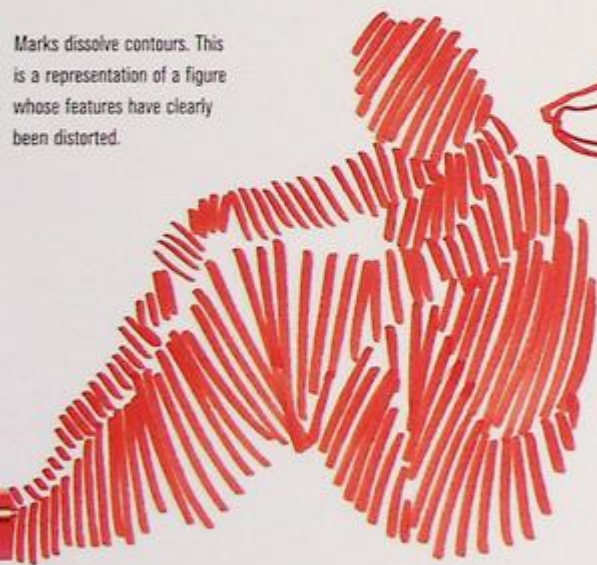 Marks dissolve contours. This
is a representation of a figure
whose features have clearly
been distorted.